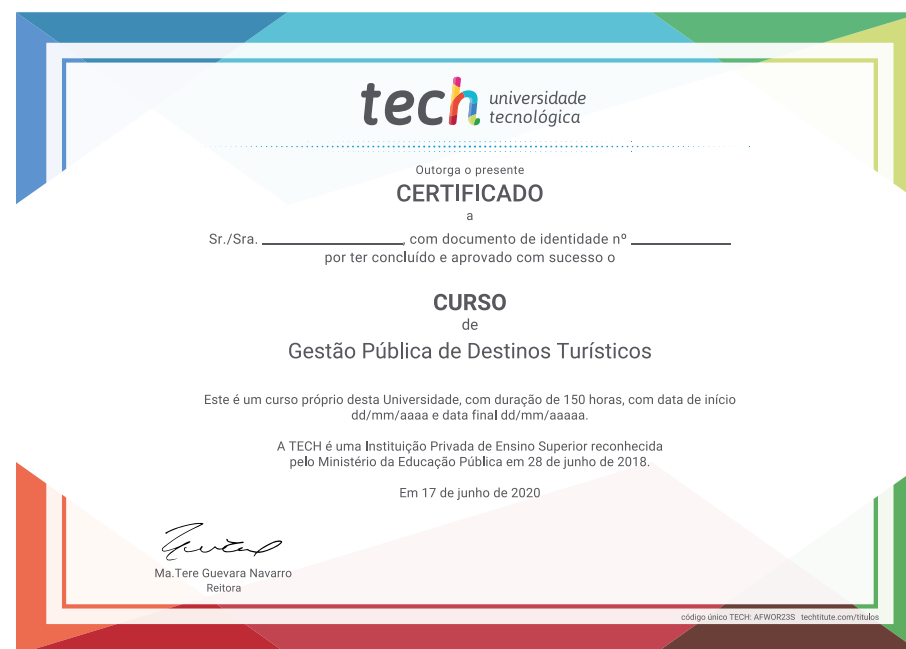 tech universidade
tecnológica
Outorga o presente
CERTIFICADO
a
Sr./Sra. ____________, com documento de identidade nº _________
por ter concluído e aprovado com sucesso o
CURSO
de
Gestão Pública de Destinos Turísticos
Este é um curso próprio desta Universidade, com duração de 150 horas, com data de início
dd/mm/aaaa e data final dd/mm/aaaaa.
A TECH é uma Instituição Privada de Ensino Superior reconhecida
pelo Ministério da Educação Pública em 28 de junho de 2018.
Em 17 de junho de 2020
Ma.Tere Guevara Navarro
Reitora
código único TECH: AFWOR23S techtitute.com/titulos